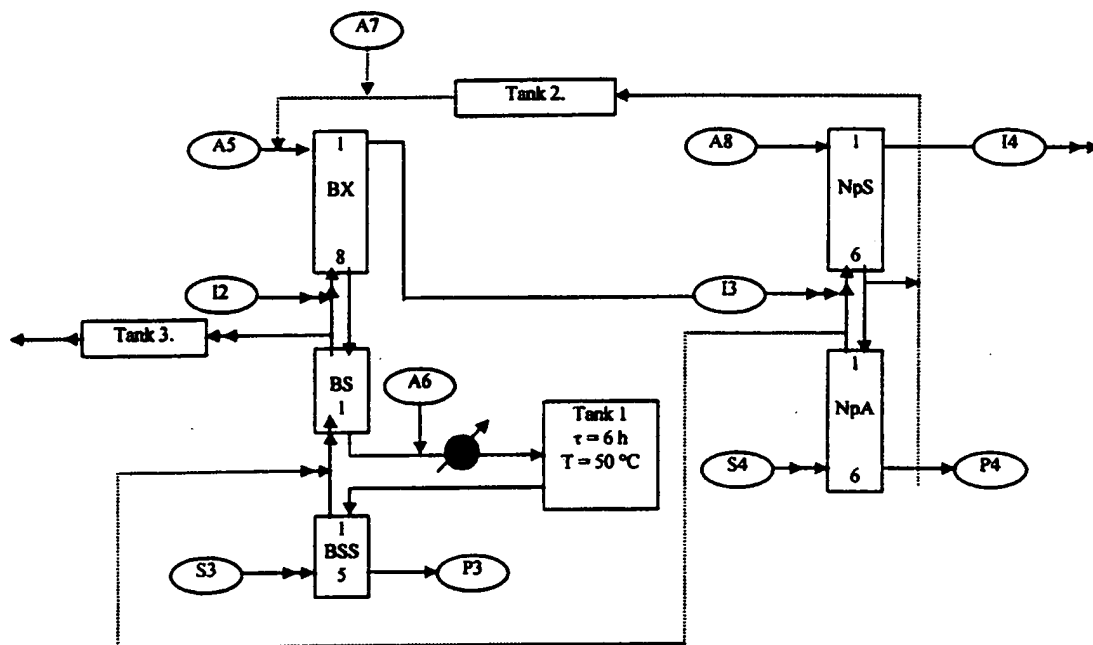 A7
Tank 2.
A5
1
BX
8
A8
1
NpS
6
I4
I2
I3
Tank 3.
BS
1
A6
Tank 1
τ = 6 h
T = 50 °C
1
NpA
6
S4
P4
1
BSS
5
S3
P3